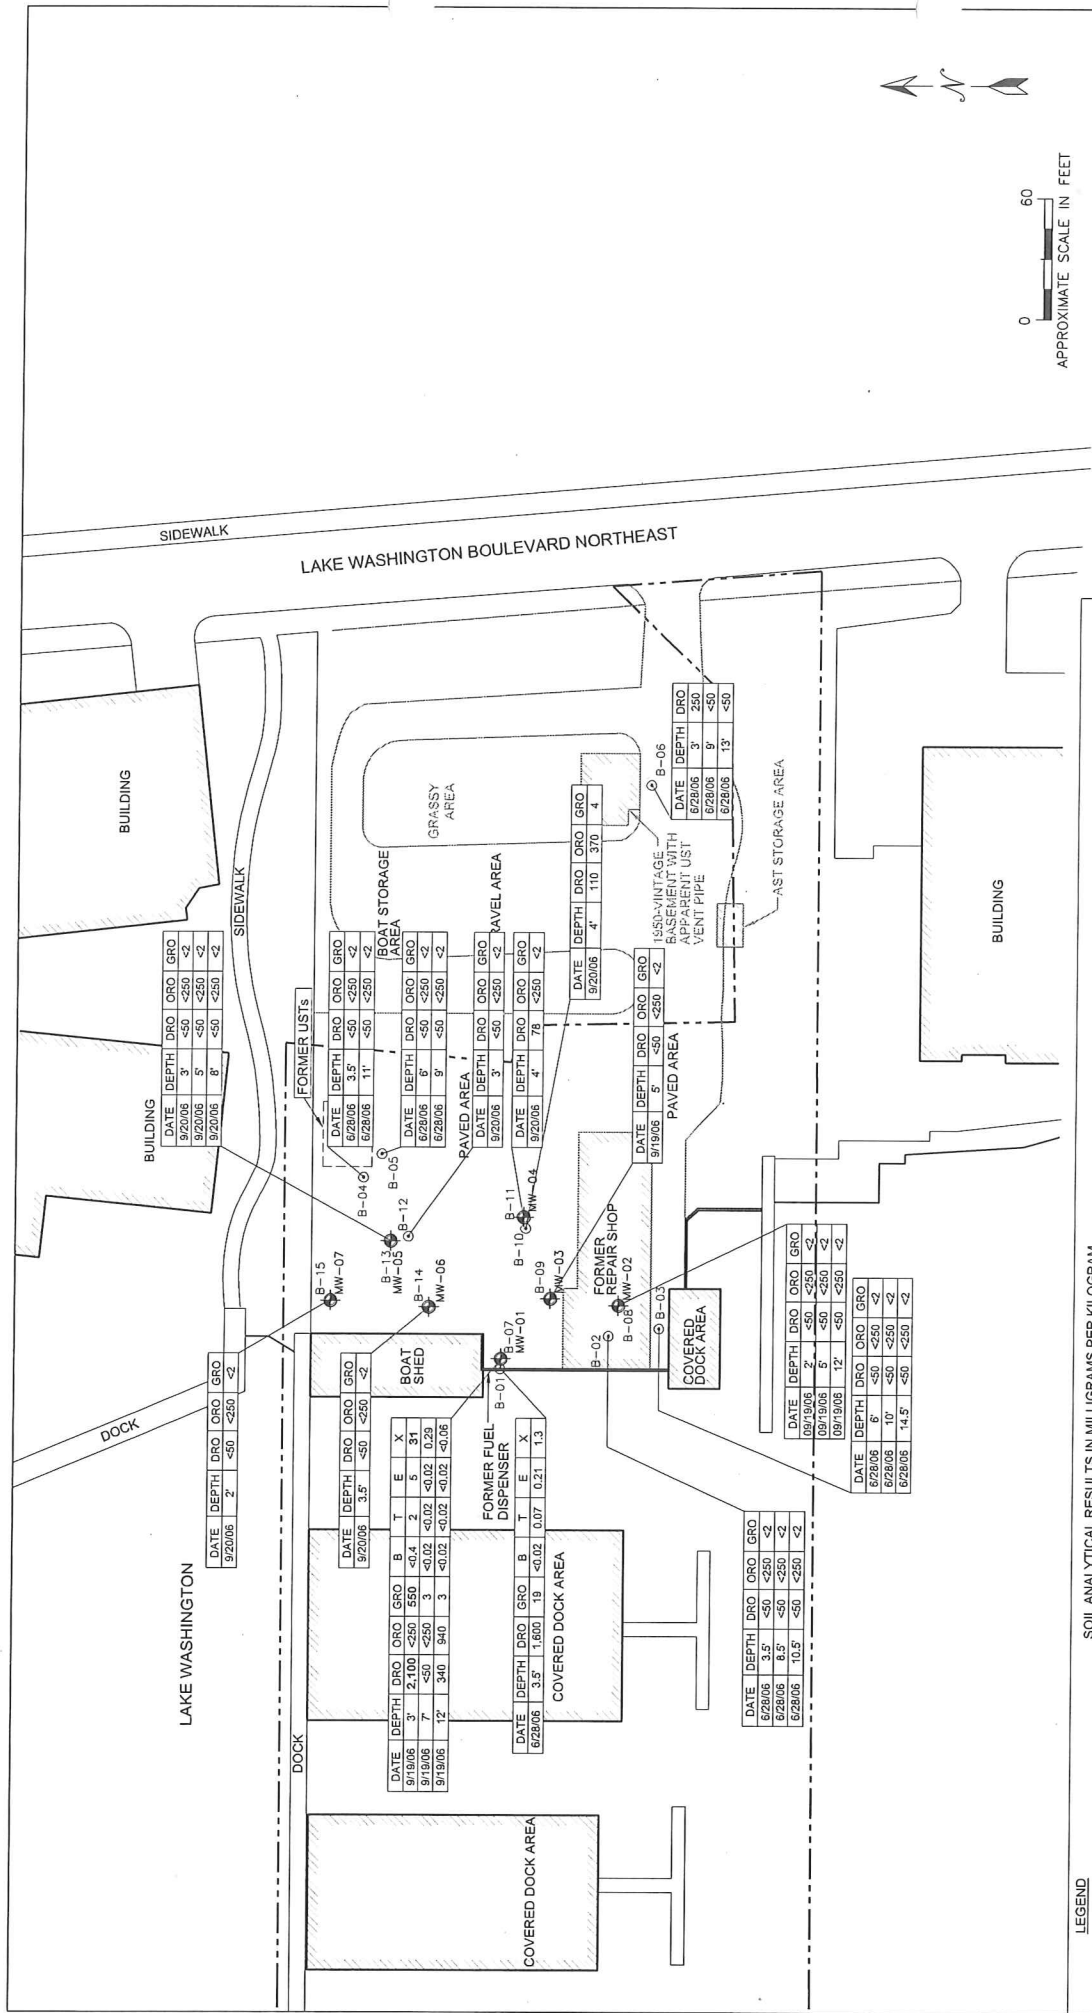 LAKE WASHINGTON
DOCK
DOCK
BUILDING
BUILDING
SIDEWALK
SIDEWALK
LAKE WASHINGTON BOULEVARD NORTHEAST
DATE DEPTH DRO ORO GRO
9/20/06 2' <50 <250 <2
B-15
MW-07
DATE DEPTH DRO ORO GRO
9/20/06 3' <50 <250 <2
9/20/06 5' <50 <250 <2
9/20/06 8' <50 <250 <2
FORMER USTs
DATE DEPTH DRO ORO GRO
6/28/06 3.5' <50 <250 <2
6/28/06 11' <50 <250 <2
B-04
B-05
BOAT STORAGE
AREA
DATE DEPTH DRO ORO GRO
6/28/06 6' <50 <250 <2
6/28/06 9' <50 <250 <2
GRASSY
AREA
B-13
MW-05
B-12
PAVED AREA
DATE DEPTH DRO ORO GRO
9/20/06 3' <50 <250 <2
RAVEL AREA
DATE DEPTH DRO ORO GRO
9/20/06 3.5' <50 <250 <2
BOAT
SHED
B-14
MW-06
DATE DEPTH DRO ORO GRO
9/20/06 4' 78 <250 <2
B-11
MW-04
B-10
DATE DEPTH DRO ORO GRO
9/20/06 4' 110 370 4
DATE DEPTH DRO ORO GRO B T E X
9/19/06 3' 2,100 <250 550 <0.4 2 5 31
9/19/06 7' <50 <250 3 <0.02 <0.02 <0.02 0.29
9/19/06 12' 340 940 3 <0.02 <0.02 <0.02 <0.06
FORMER FUEL
DISPENSER
B-01
B-07
MW-01
DATE DEPTH DRO GRO B T E X
6/28/06 3.5' 1,600 19 <0.02 0.07 0.21 1.3
COVERED DOCK AREA
COVERED DOCK AREA
B-09
MW-03
DATE DEPTH DRO ORO GRO
9/19/06 5' <50 <250 <2
PAVED AREA
FORMER
REPAIR SHOP
B-08
MW-02
B-02
B-03
COVERED
DOCK AREA
1950-VINTAGE
BASEMENT WITH
APPARENT UST
VENT PIPE
B-06
DATE DEPTH DRO
6/28/06 3' 250
6/28/06 9' <50
6/28/06 13' <50
AST STORAGE AREA
BUILDING
DATE DEPTH DRO ORO GRO
6/28/06 3.5' <50 <250 <2
6/28/06 8.5' <50 <250 <2
6/28/06 10.5' <50 <250 <2
DATE DEPTH DRO ORO GRO
09/19/06 2' <50 <250 <2
09/19/06 5' <50 <250 <2
09/19/06 12' <50 <250 <2
DATE DEPTH DRO ORO GRO
6/28/06 6' <50 <250 <2
6/28/06 10' <50 <250 <2
6/28/06 14.5' <50 <250 <2
N
0 60
APPROXIMATE SCALE IN FEET
LEGEND
SOIL ANALYTICAL RESULTS IN MILLIGRAMS PER KILOGRAM